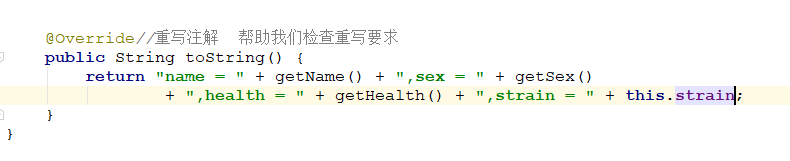 @Override//重写注解  帮助我们检查重写要求
public String toString() {
return "name = " + getName() + ",sex = " + getSex()
+ ",health = " + getHealth() + ",strain = " + this.strain;
}
}